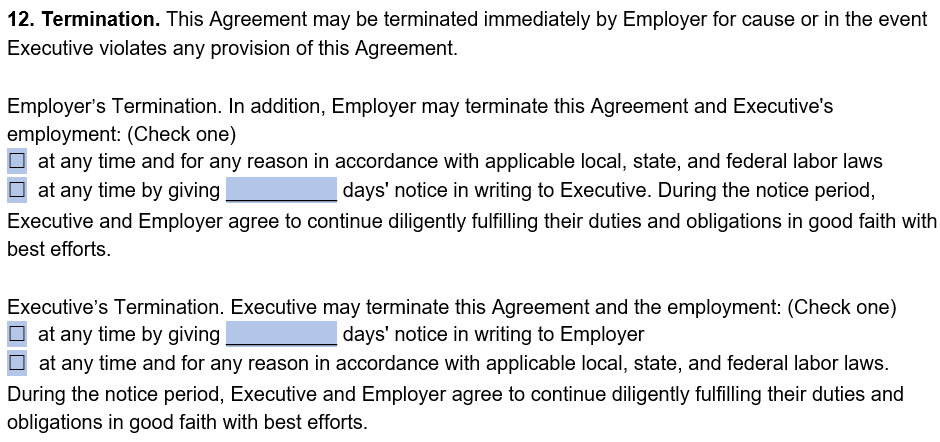 12. Termination. This Agreement may be terminated immediately by Employer for cause or in the event
Executive violates any provision of this Agreement.
Employer’s Termination. In addition, Employer may terminate this Agreement and Executive's
employment: (Check one)
☐ at any time and for any reason in accordance with applicable local, state, and federal labor laws
☐ at any time by giving __________ days' notice in writing to Executive. During the notice period,
Executive and Employer agree to continue diligently fulfilling their duties and obligations in good faith with
best efforts.
Executive’s Termination. Executive may terminate this Agreement and the employment: (Check one)
☐ at any time by giving __________ days' notice in writing to Employer
☐ at any time and for any reason in accordance with applicable local, state, and federal labor laws.
During the notice period, Executive and Employer agree to continue diligently fulfilling their duties and
obligations in good faith with best efforts.